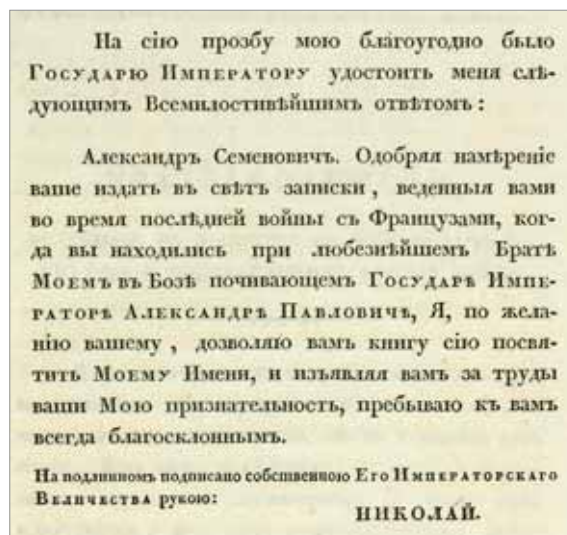 На сію прозбу мою благоугодно было
Государю Императору удостоить меня слѣ-
дующимъ Всемилостивѣйшимъ отвѣтомъ:
Александръ Семеновичъ. Одобряя намѣреніе
ваше издать въ свѣтъ записки, веденныя вами
во время послѣдней войны съ Французами, ког-
да вы находились при любезнѣйшемъ Братѣ
Моемъ въ Бозѣ почивающемъ Государѣ Импе-
раторѣ Александрѣ Павловичѣ, Я, по жела-
нію вашему, дозволяю вамъ книгу сію посвя-
тить Моему Имени, и изъявляя вамъ за труды
ваши Мою признательность, пребываю къ вамъ
всегда благосклоннымъ.
На подлинномъ подписано собственною Его Императорскаго
Величества рукою:
НИКОЛАЙ.